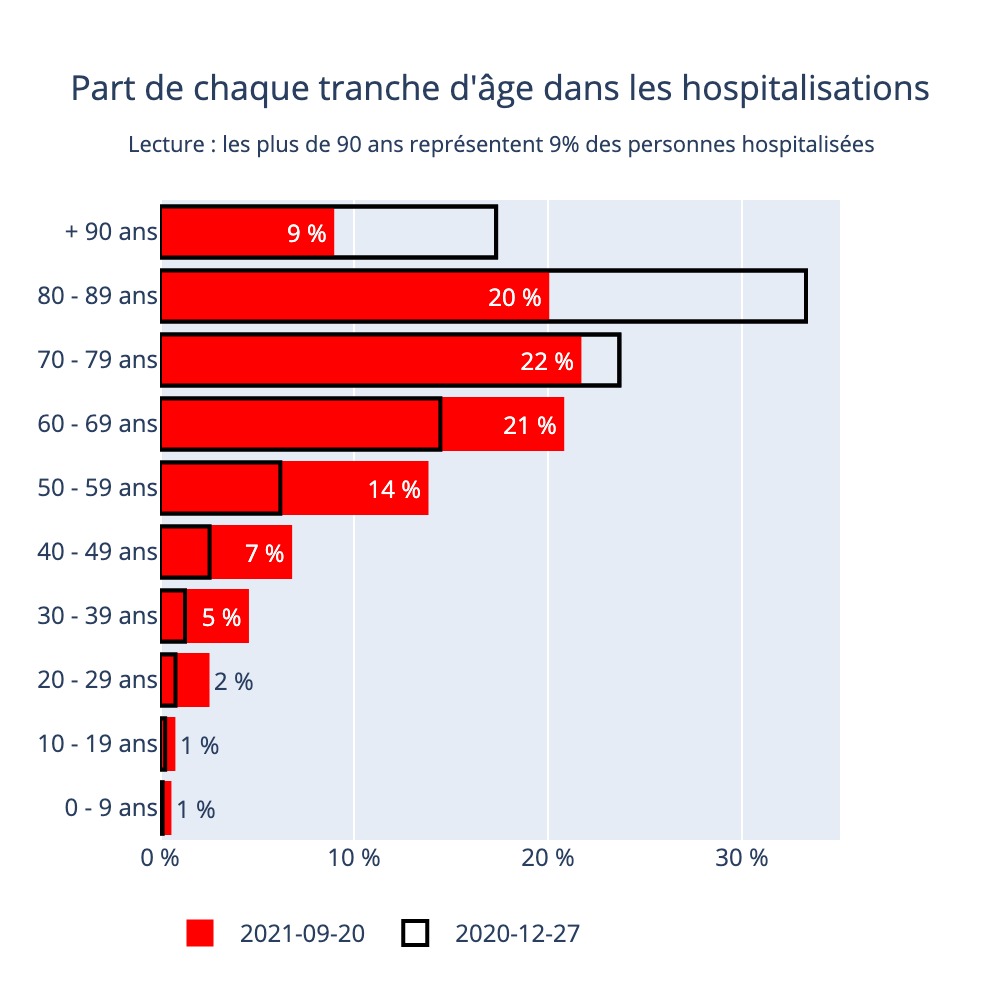 Part de chaque tranche d'âge dans les hospitalisations
Lecture : les plus de 90 ans représentent 9% des personnes hospitalisées
+ 90 ans 9 %
80 - 89 ans 20 %
70 - 79 ans 22 %
60 - 69 ans 21 %
50 - 59 ans 14 %
40 - 49 ans 7 %
30 - 39 ans 5 %
20 - 29 ans 2 %
10 - 19 ans 1 %
0 - 9 ans 1 %
0 % 10 % 20 % 30 %
2021-09-20 2020-12-27